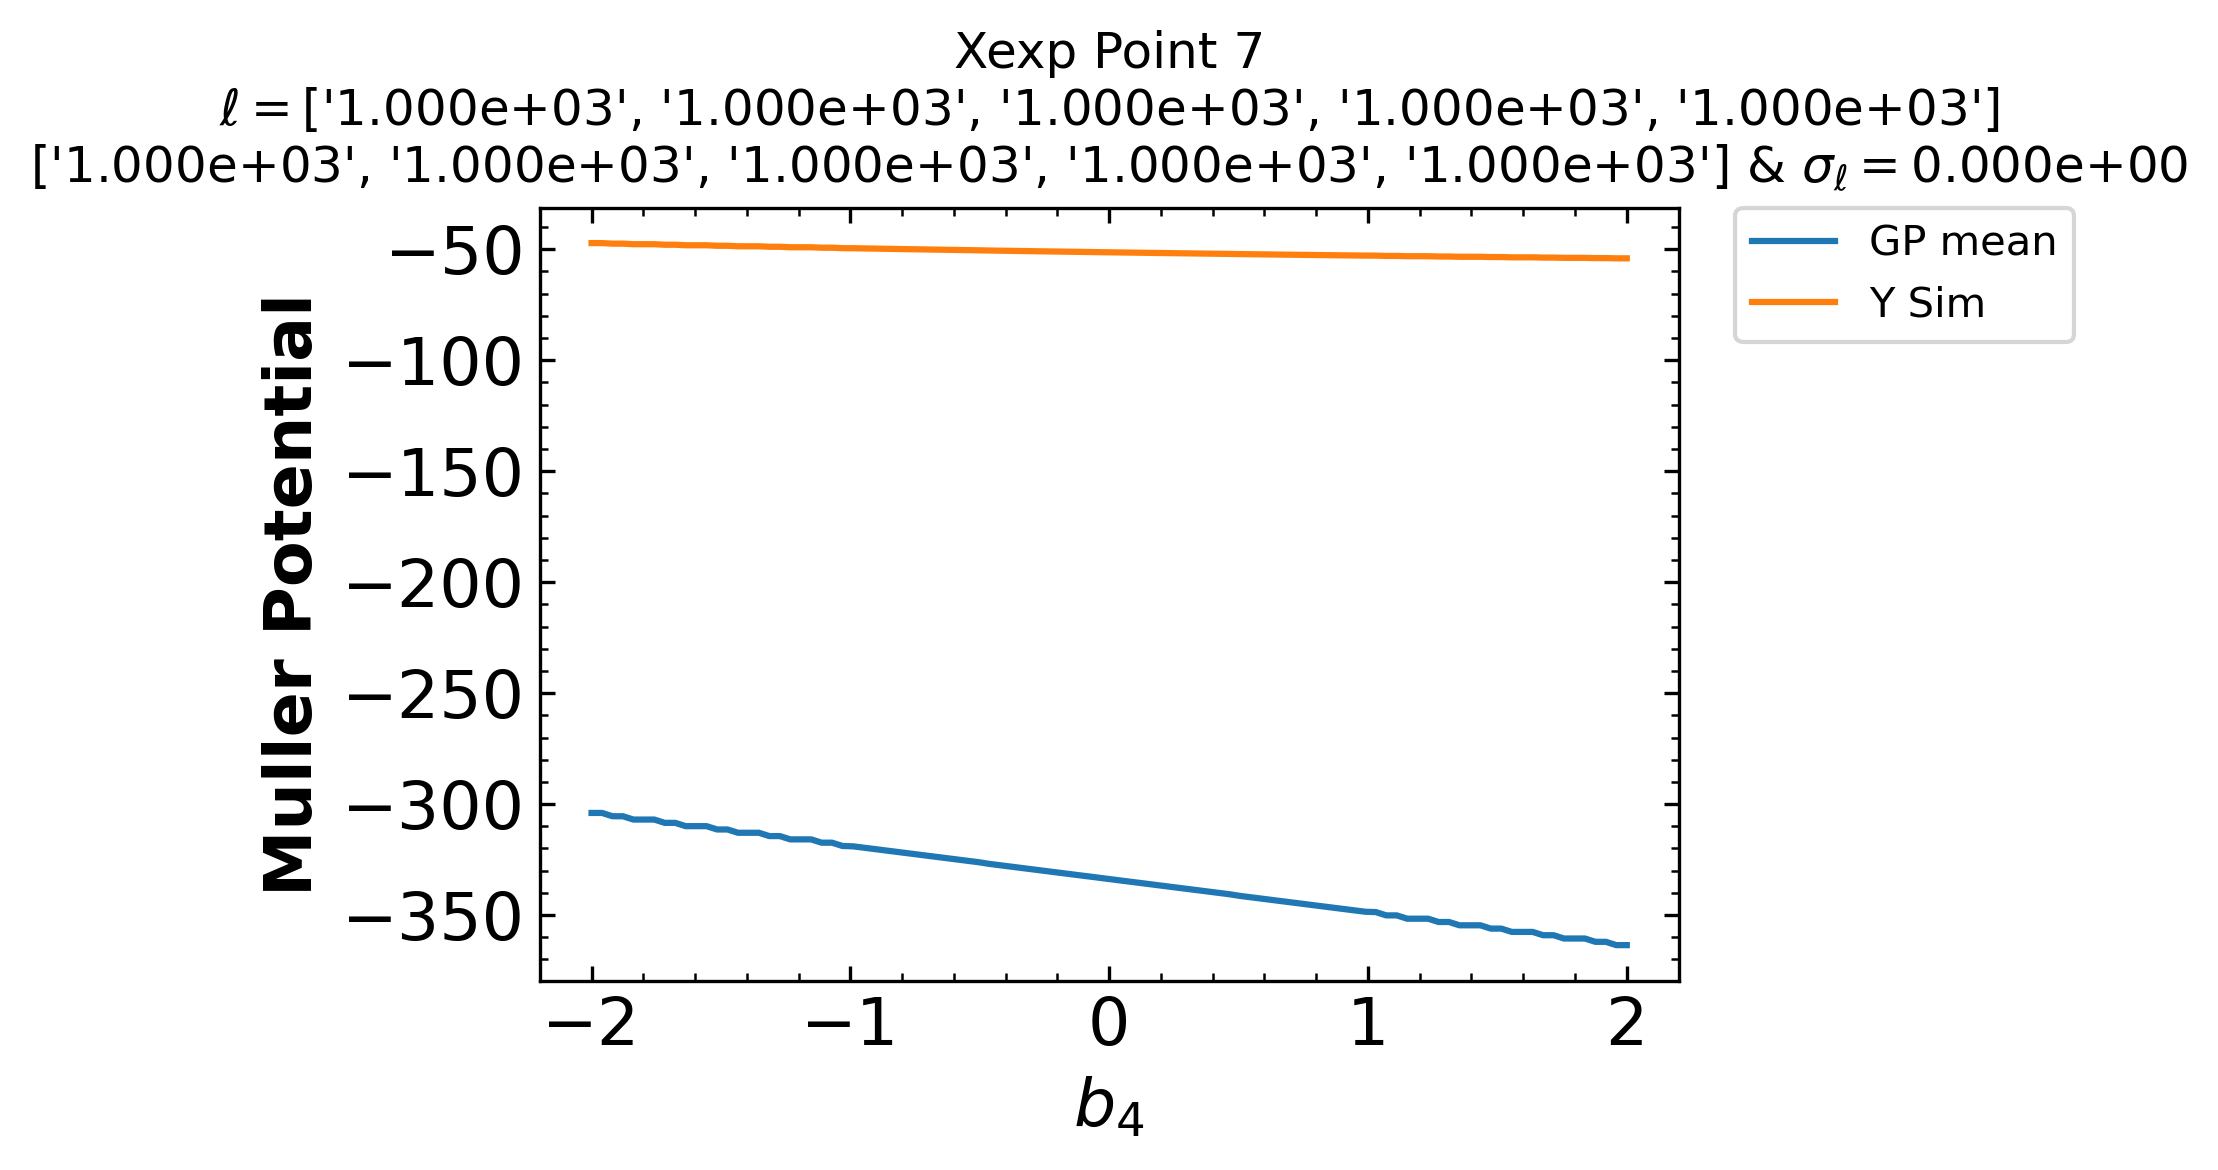 Xexp Point 7
ℓ = ['1.000e+03', '1.000e+03', '1.000e+03', '1.000e+03', '1.000e+03']
['1.000e+03', '1.000e+03', '1.000e+03', '1.000e+03', '1.000e+03'] & σ_ℓ = 0.000e+00
GP mean
Y Sim
Muller Potential
−50
−100
−150
−200
−250
−300
−350
−2 −1 0 1 2
b₄